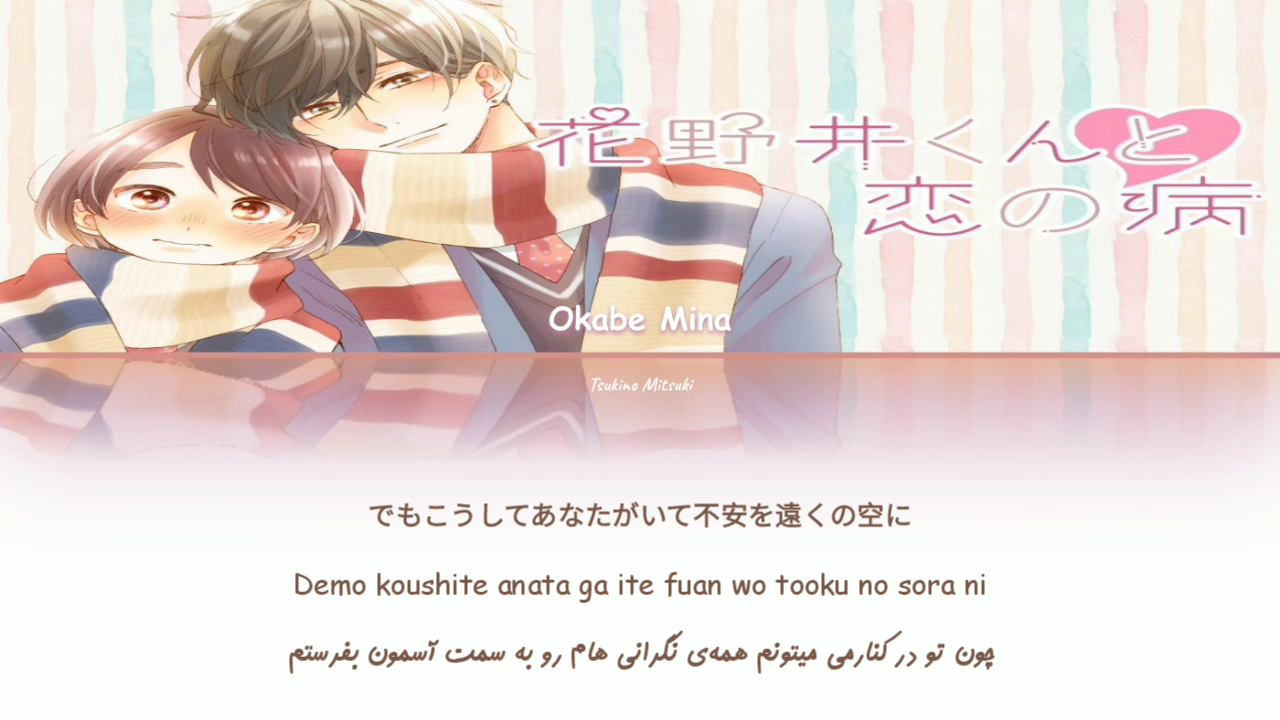 花野井くんと
恋の病
Okabe Mina
Tsukino Mitsuki
でもこうしてあなたがいて不安を遠くの空に
Demo koushite anata ga ite fuan wo tooku no sora ni
چون تو در کنارمی میتونم همه‌ی نگرانی هام رو به سمت آسمون بفرستم